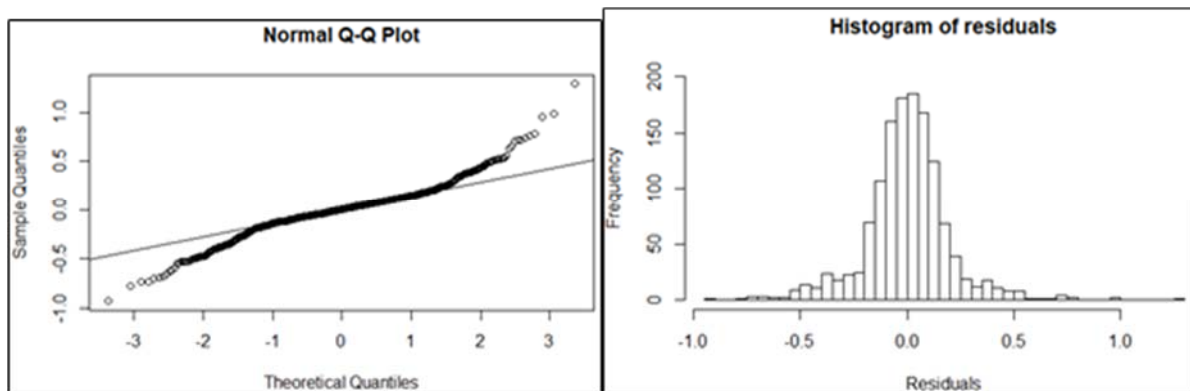 Normal Q-Q Plot
Sample Quantiles
1.0
0.5
0.0
-0.5
-1.0
-3 -2 -1 0 1 2 3
Theoretical Quantiles
Histogram of residuals
Frequency
200
150
100
50
0
-1.0 -0.5 0.0 0.5 1.0
Residuals